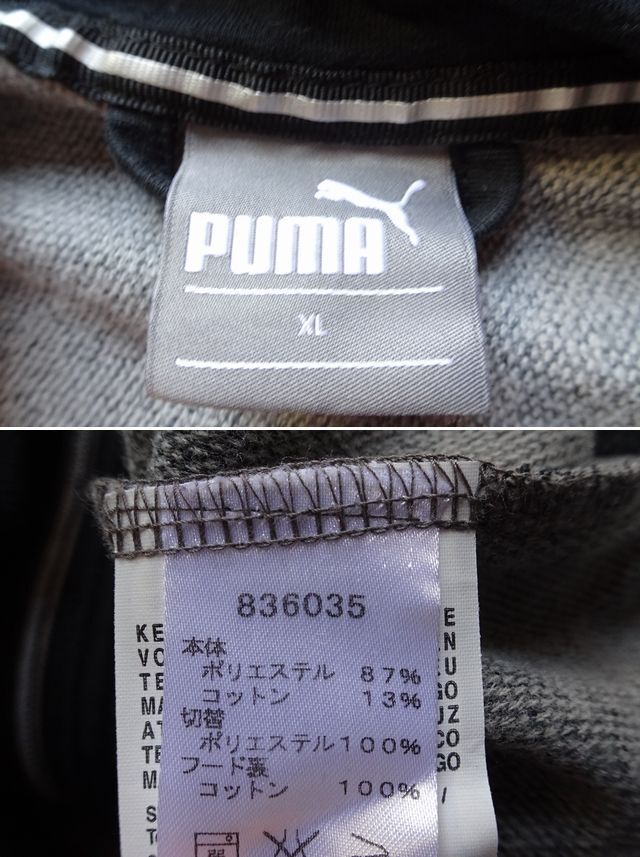 PUMA
XL
836035
本体
ポリエステル 87%
コットン 13%
切替
ポリエステル100%
フード裏
コットン 100%
弱